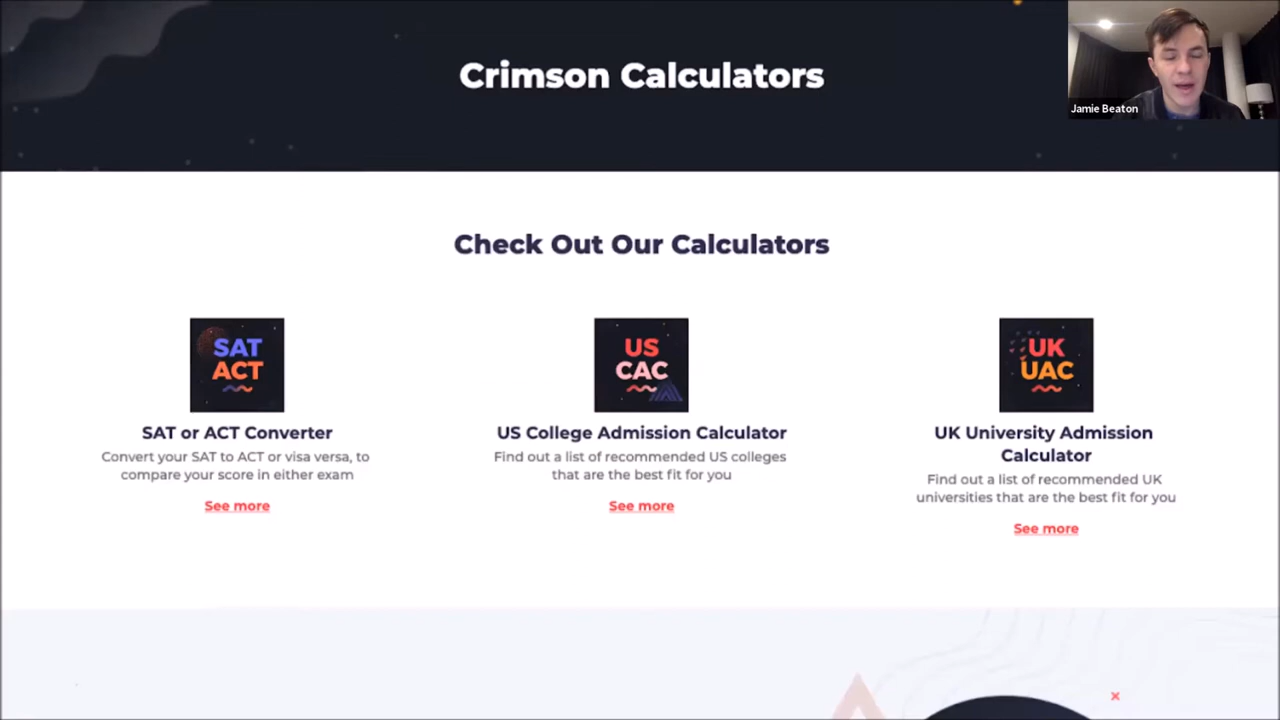 Crimson Calculators
Jamie Beaton
Check Out Our Calculators
SAT
ACT
SAT or ACT Converter
Convert your SAT to ACT or visa versa, to
compare your score in either exam
See more
US
CAC
US College Admission Calculator
Find out a list of recommended US colleges
that are the best fit for you
See more
UK
UAC
UK University Admission
Calculator
Find out a list of recommended UK
universities that are the best fit for you
See more